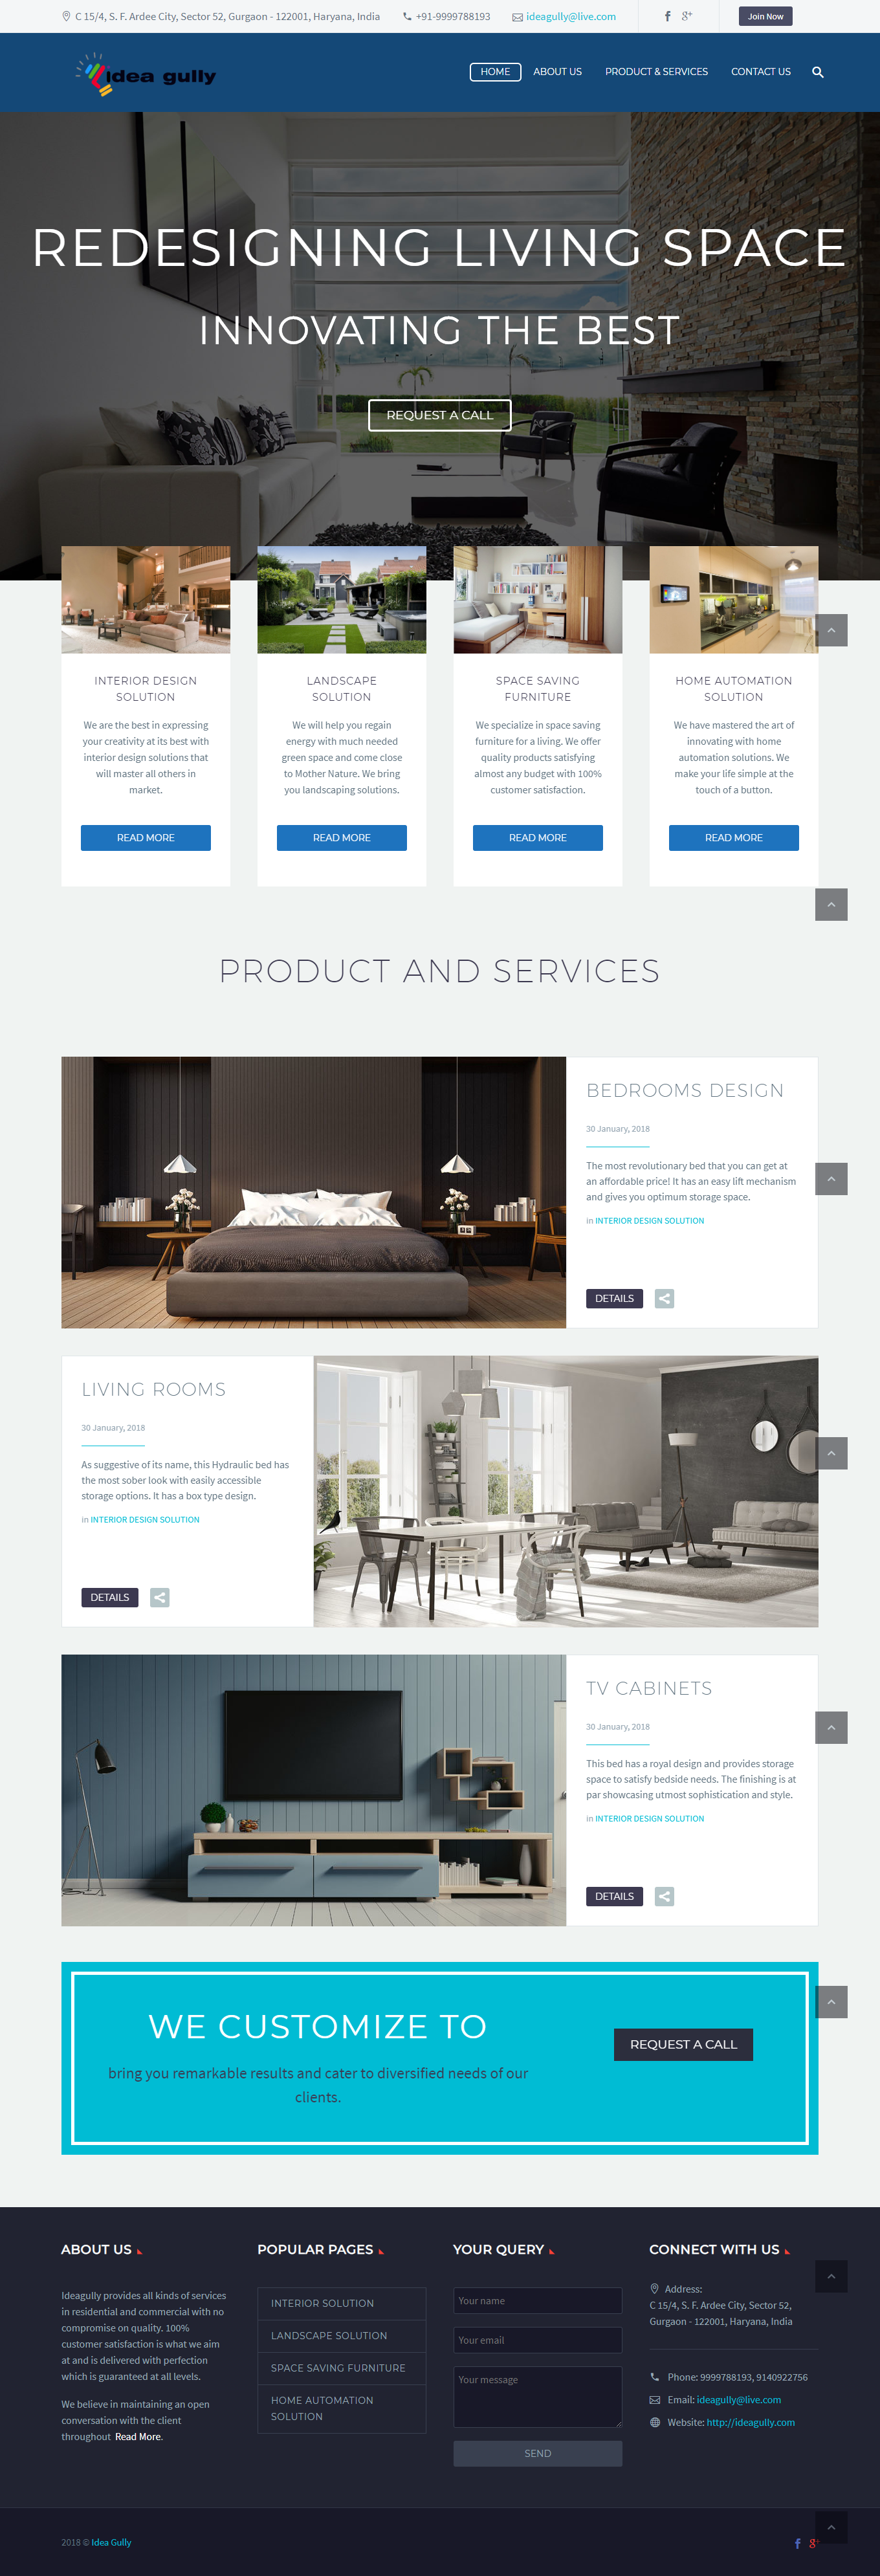 C 15/4, S. F. Ardee City, Sector 52, Gurgaon - 122001, Haryana, India +91-9999788193 ideagully@live.com Join Now
idea gully
HOME ABOUT US PRODUCT & SERVICES CONTACT US
REDESIGNING LIVING SPACE
INNOVATING THE BEST
REQUEST A CALL
INTERIOR DESIGN
SOLUTION
We are the best in expressing
your creativity at its best with
interior design solutions that
will master all others in
market.
READ MORE
LANDSCAPE
SOLUTION
We will help you regain
energy with much needed
green space and come close
to Mother Nature. We bring
you landscaping solutions.
READ MORE
SPACE SAVING
FURNITURE
We specialize in space saving
furniture for a living. We offer
quality products satisfying
almost any budget with 100%
customer satisfaction.
READ MORE
HOME AUTOMATION
SOLUTION
We have mastered the art of
innovating with home
automation solutions. We
make your life simple at the
touch of a button.
READ MORE
PRODUCT AND SERVICES
BEDROOMS DESIGN
30 January, 2018
The most revolutionary bed that you can get at
an affordable price! It has an easy lift mechanism
and gives you optimum storage space.
in INTERIOR DESIGN SOLUTION
DETAILS
LIVING ROOMS
30 January, 2018
As suggestive of its name, this Hydraulic bed has
the most sober look with easily accessible
storage options. It has a box type design.
in INTERIOR DESIGN SOLUTION
DETAILS
TV CABINETS
30 January, 2018
This bed has a royal design and provides storage
space to satisfy bedside needs. The finishing is at
par showcasing utmost sophistication and style.
in INTERIOR DESIGN SOLUTION
DETAILS
WE CUSTOMIZE TO
bring you remarkable results and cater to diversified needs of our
clients.
REQUEST A CALL
ABOUT US
Ideagully provides all kinds of services
in residential and commercial with no
compromise on quality. 100%
customer satisfaction is what we aim
at and is delivered with perfection
which is guaranteed at all levels.
We believe in maintaining an open
conversation with the client
throughout Read More.
POPULAR PAGES
INTERIOR SOLUTION
LANDSCAPE SOLUTION
SPACE SAVING FURNITURE
HOME AUTOMATION
SOLUTION
YOUR QUERY
Your name
Your email
Your message
SEND
CONNECT WITH US
Address:
C 15/4, S. F. Ardee City, Sector 52,
Gurgaon - 122001, Haryana, India
Phone: 9999788193, 9140922756
Email: ideagully@live.com
Website: http://ideagully.com
2018 © Idea Gully